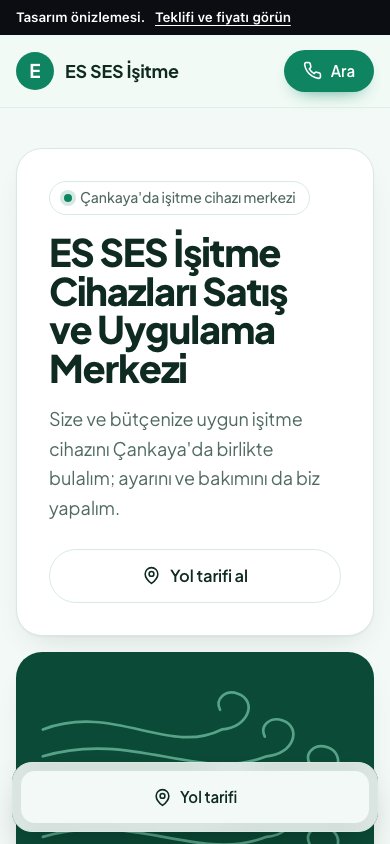 Tasarım önizlemesi. Teklifi ve fiyatı görün
E ES SES İşitme Ara
Çankaya'da işitme cihazı merkezi
ES SES İşitme
Cihazları Satış
ve Uygulama
Merkezi
Size ve bütçenize uygun işitme
cihazını Çankaya'da birlikte
bulalım; ayarını ve bakımını da biz
yapalım.
Yol tarifi al
Yol tarifi